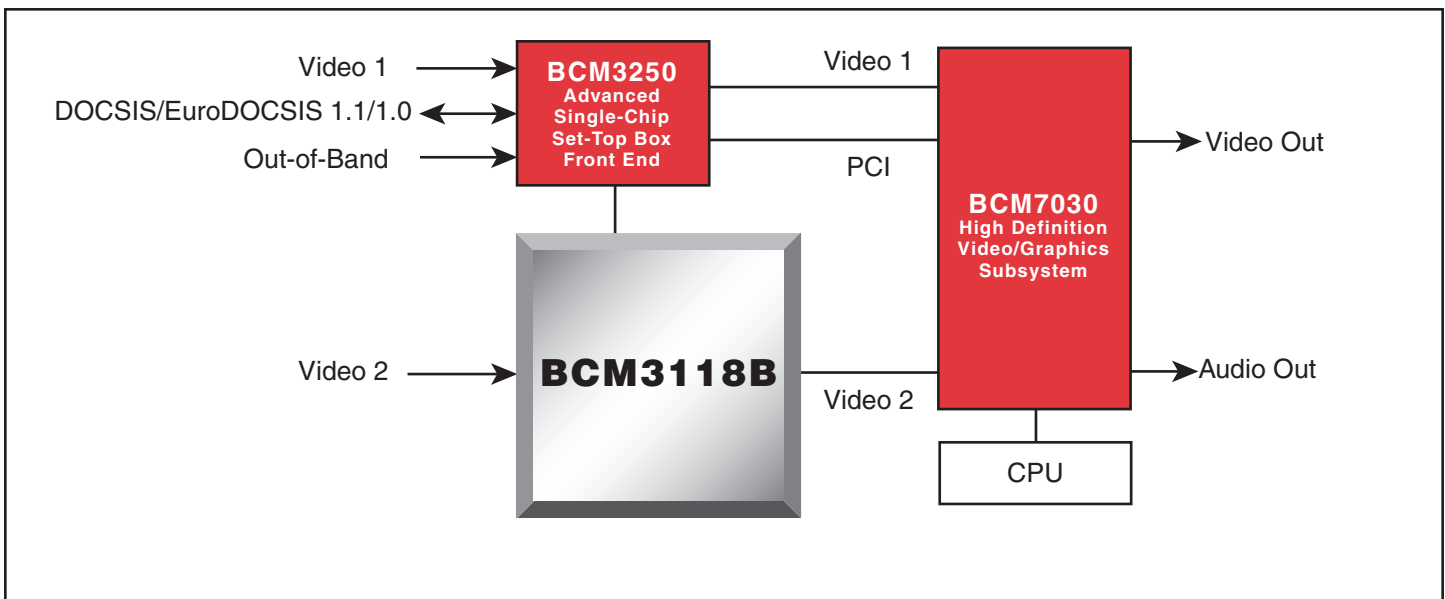 Video 1
DOCSIS/EuroDOCSIS 1.1/1.0
Out-of-Band
BCM3250
Advanced
Single-Chip
Set-Top Box
Front End
Video 1
PCI
BCM7030
High Definition
Video/Graphics
Subsystem
Video Out
Video 2
BCM3118B
Video 2
Audio Out
CPU